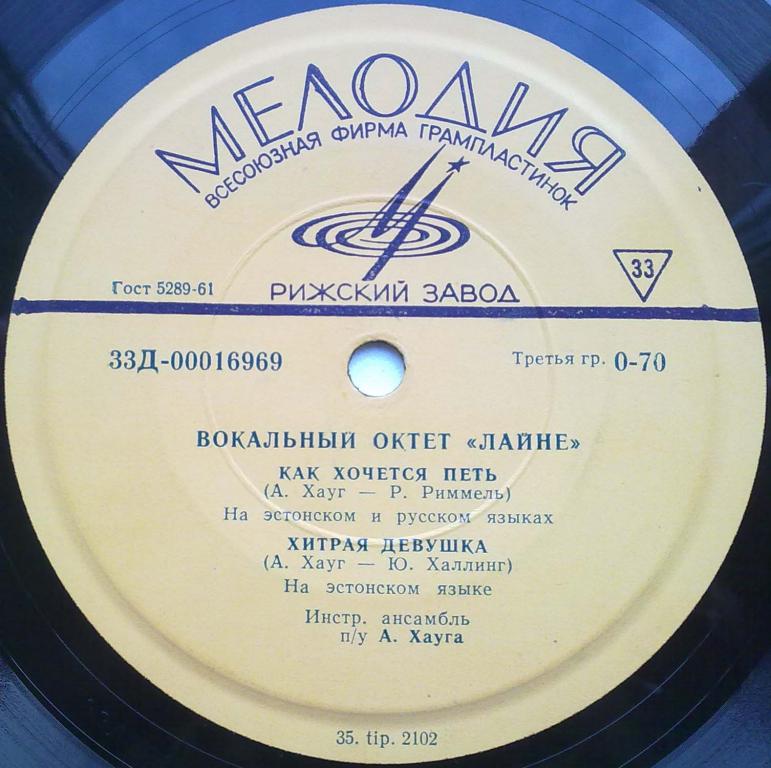 МЕЛОДИЯ
ВСЕСОЮЗНАЯ ФИРМА ГРАМПЛАСТИНОК
33
Гост 5289-61
РИЖСКИЙ ЗАВОД
33Д-00016969
Третья гр. 0-70
ВОКАЛЬНЫЙ ОКТЕТ «ЛАЙНЕ»
КАК ХОЧЕТСЯ ПЕТЬ
(А. Хауг — Р. Риммель)
На эстонском и русском языках
ХИТРАЯ ДЕВУШКА
(А. Хауг — Ю. Халлинг)
На эстонском языке
Инстр. ансамбль
п/у А. Хауга
35. tip. 2102